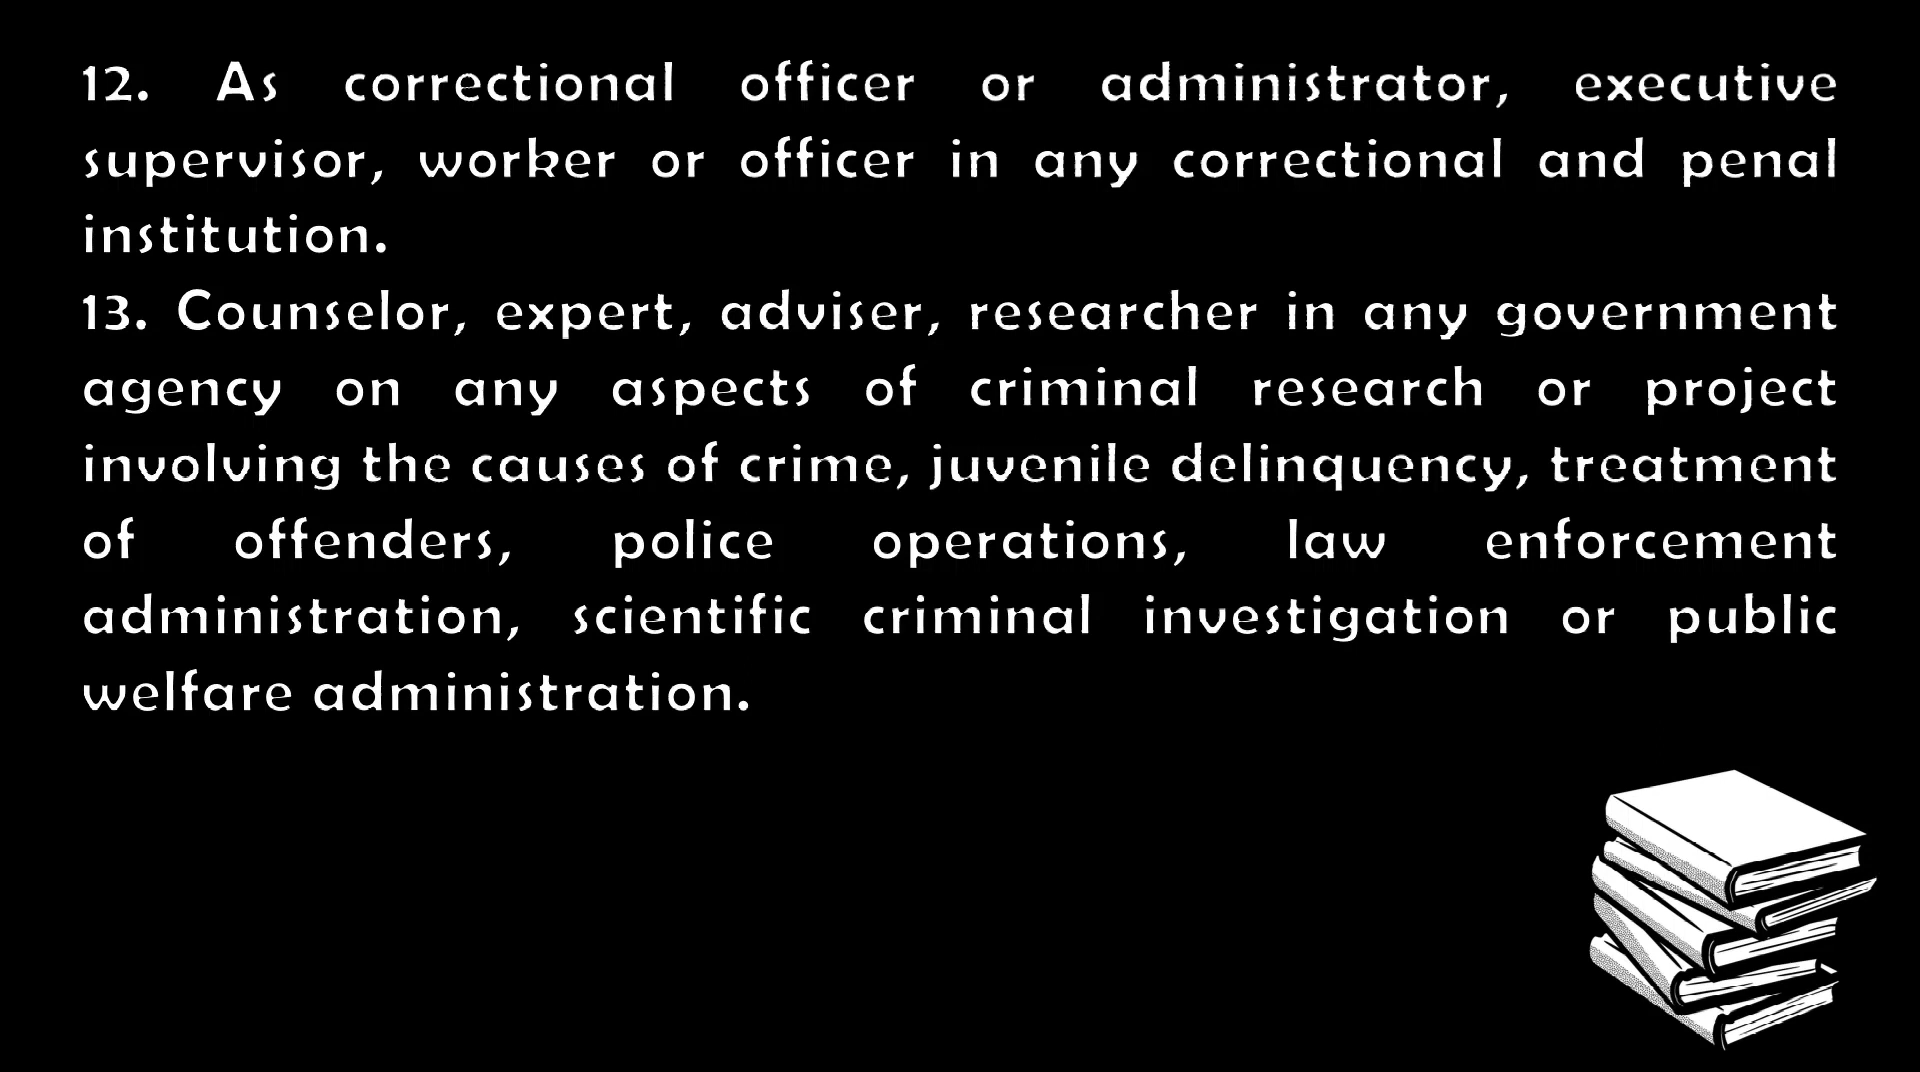 12. As correctional officer or administrator, executive
supervisor, worker or officer in any correctional and penal
institution.
13. Counselor, expert, adviser, researcher in any government
agency on any aspects of criminal research or project
involving the causes of crime, juvenile delinquency, treatment
of offenders, police operations, law enforcement
administration, scientific criminal investigation or public
welfare administration.